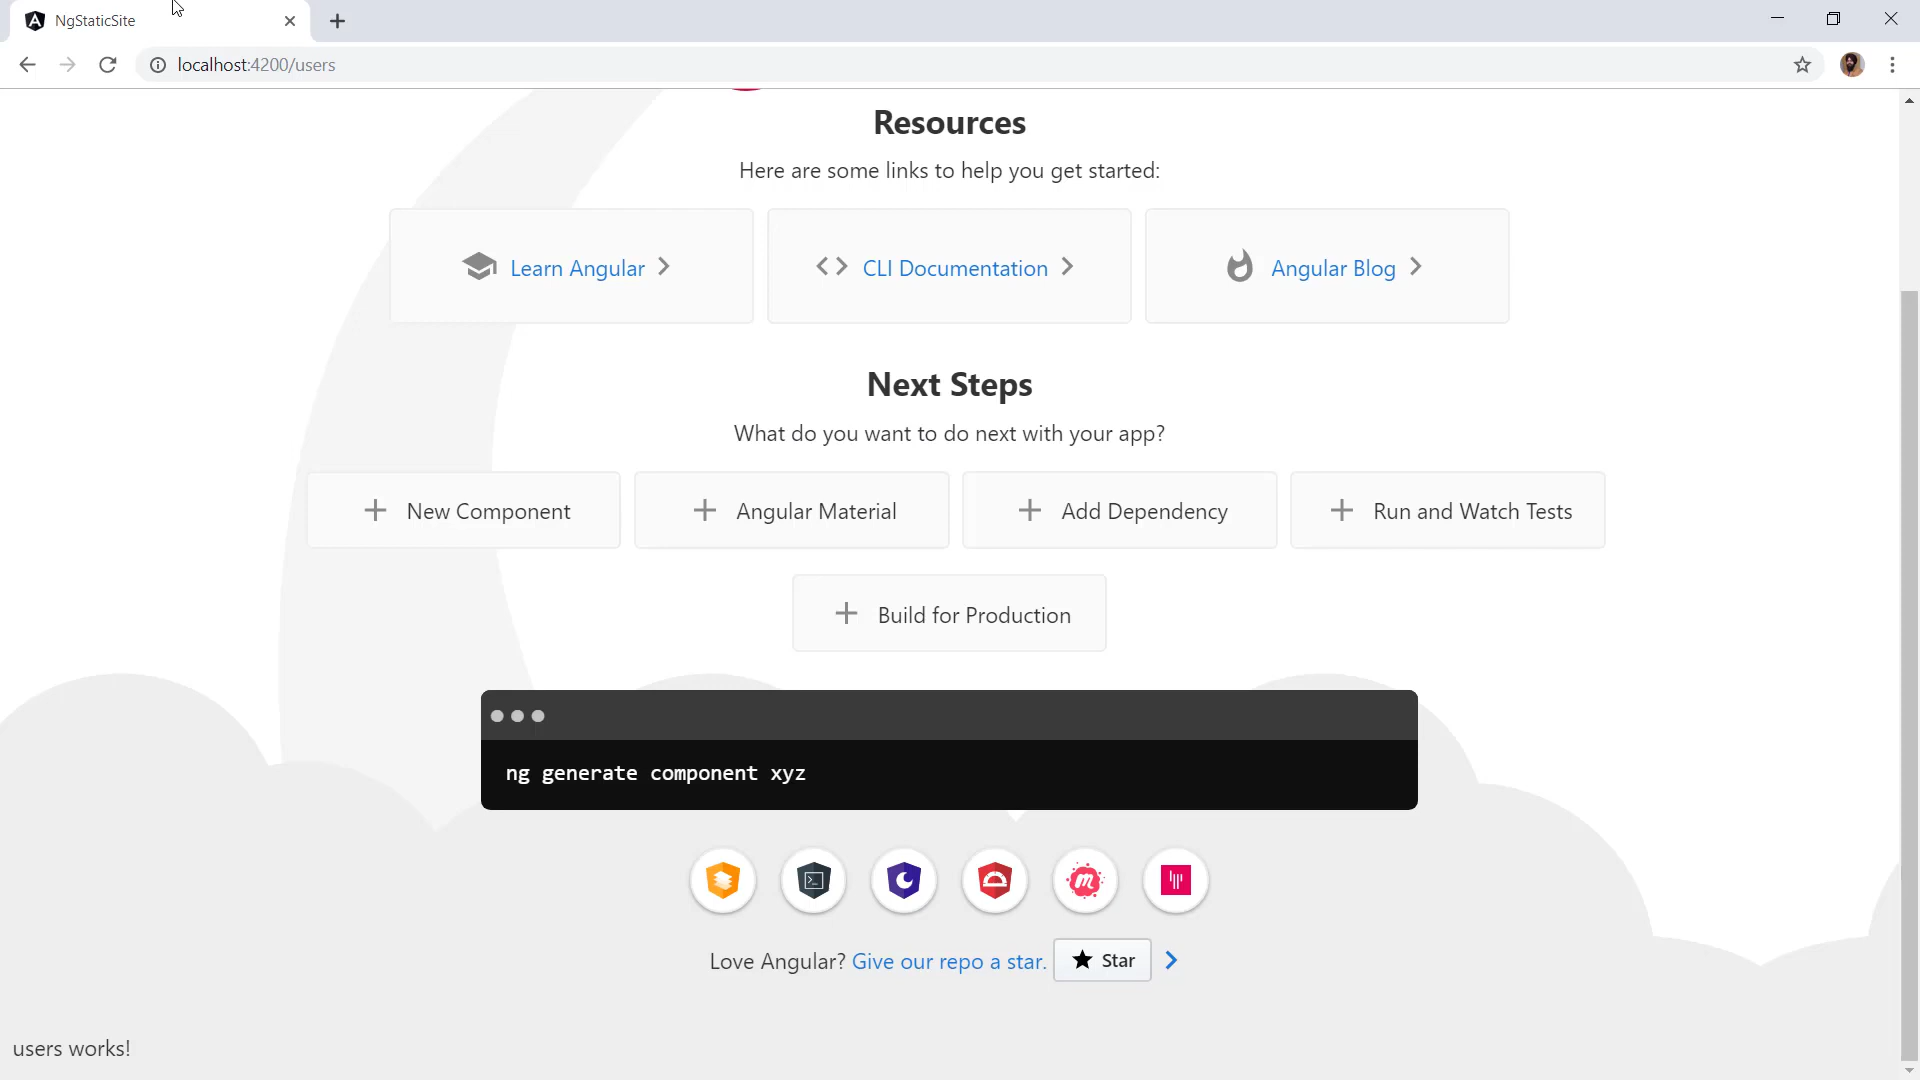 NgStaticSite
localhost:4200/users
Resources
Here are some links to help you get started:
Learn Angular
CLI Documentation
Angular Blog
Next Steps
What do you want to do next with your app?
New Component
Angular Material
Add Dependency
Run and Watch Tests
Build for Production
ng generate component xyz
Love Angular? Give our repo a star. Star
users works!